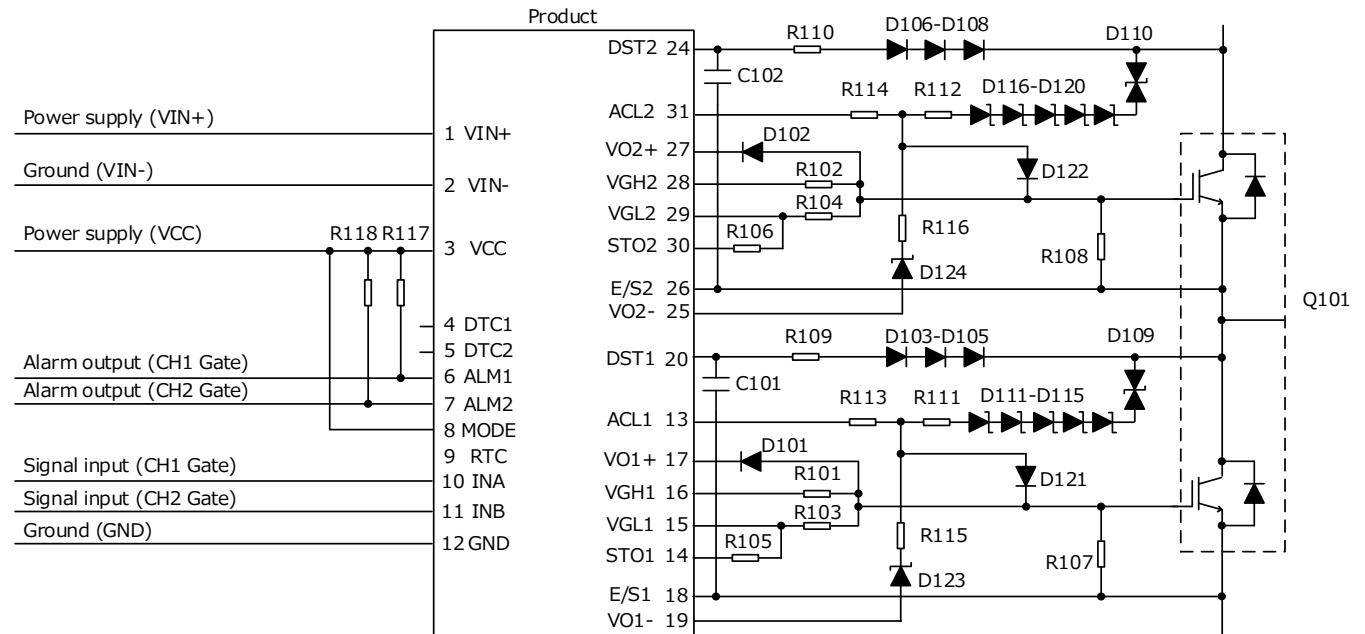 Product
DST2 24
R110
D106-D108
D110
C102
ACL2 31
R114
R112
D116-D120
Power supply (VIN+)
1 VIN+
VO2+ 27
D102
VGH2 28
R102
D122
Ground (VIN-)
2 VIN-
VGL2 29
R104
Power supply (VCC)
R118
R117
3 VCC
STO2 30
R106
R116
R108
D124
E/S2 26
VO2- 25
Q101
4 DTC1
5 DTC2
DST1 20
R109
D103-D105
D109
Alarm output (CH1 Gate)
6 ALM1
C101
Alarm output (CH2 Gate)
7 ALM2
ACL1 13
R113
R111
D111-D115
8 MODE
9 RTC
VO1+ 17
D101
Signal input (CH1 Gate)
10 INA
VGH1 16
R101
D121
Signal input (CH2 Gate)
11 INB
VGL1 15
R103
Ground (GND)
12 GND
STO1 14
R105
R115
R107
D123
E/S1 18
VO1- 19